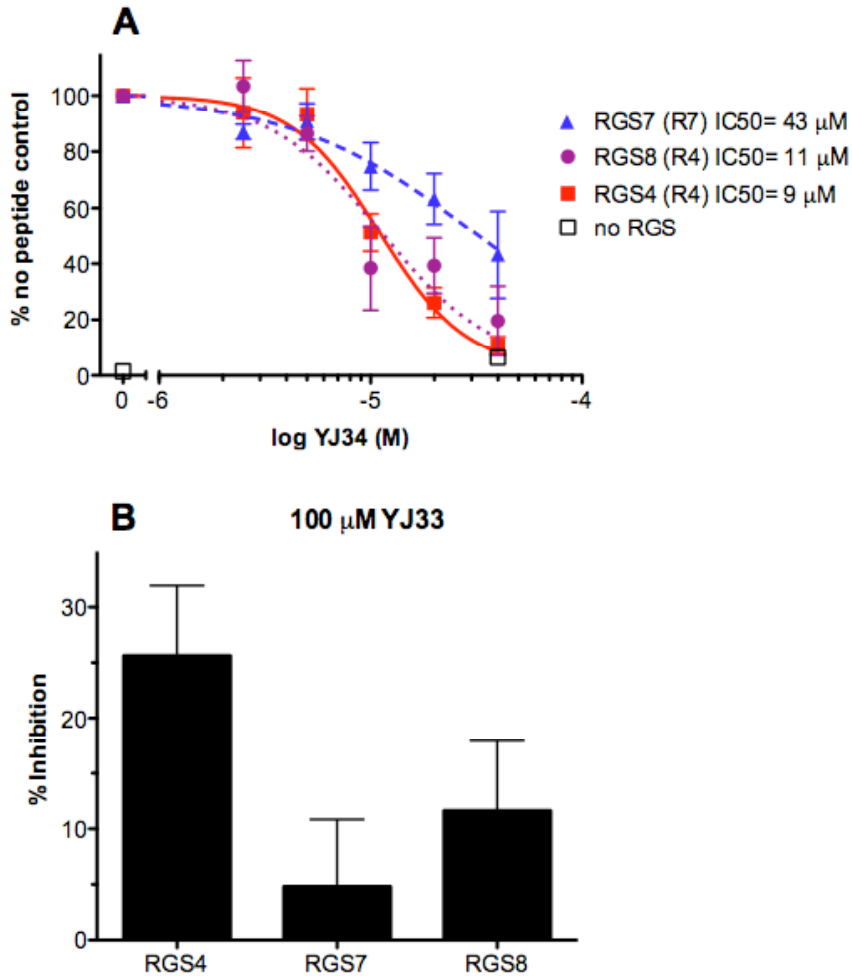 A
% no peptide control
100
80
60
40
20
0
0 -6 -5 -4
log YJ34 (M)
RGS7 (R7) IC50= 43 μM
RGS8 (R4) IC50= 11 μM
RGS4 (R4) IC50= 9 μM
no RGS
B
100 μM YJ33
% Inhibition
30
20
10
0
RGS4 RGS7 RGS8